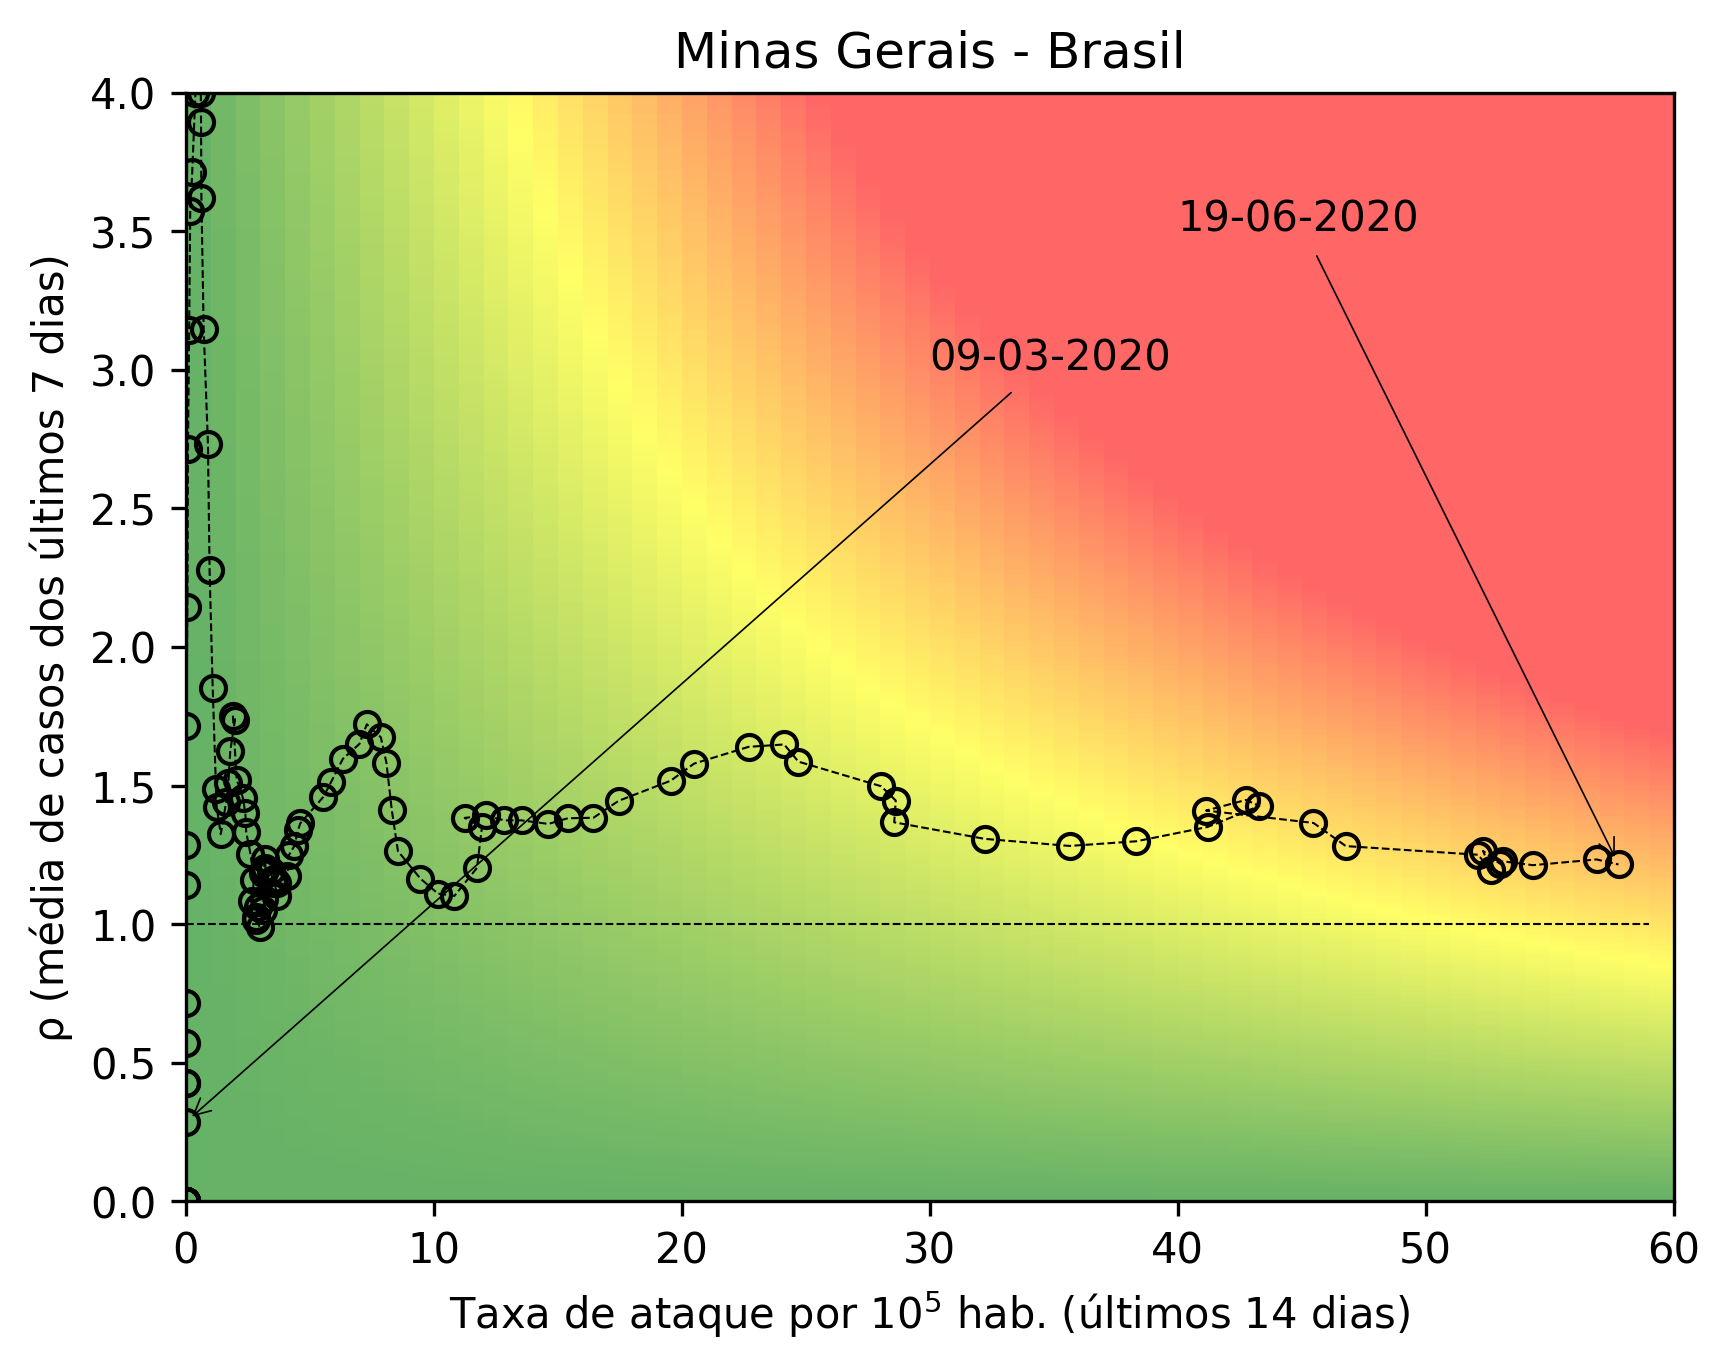 Minas Gerais - Brasil
4.0
3.5
3.0
2.5
2.0
1.5
1.0
0.5
0.0
ρ (média de casos dos últimos 7 dias)
19-06-2020
09-03-2020
0 10 20 30 40 50 60
Taxa de ataque por 10⁵ hab. (últimos 14 dias)